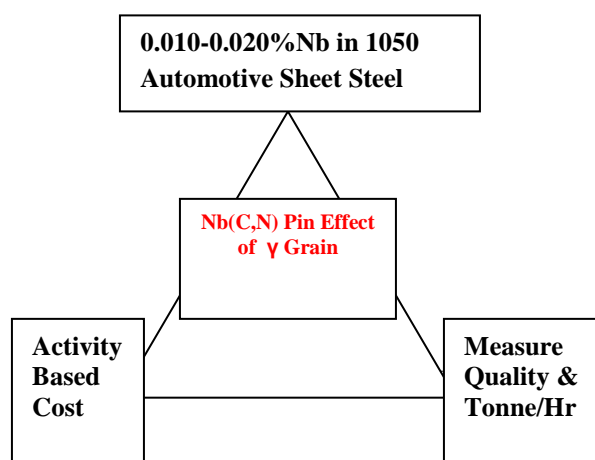 0.010-0.020%Nb in 1050
Automotive Sheet Steel
Nb(C,N) Pin Effect
of γ Grain
Activity
Based
Cost
Measure
Quality &
Tonne/Hr